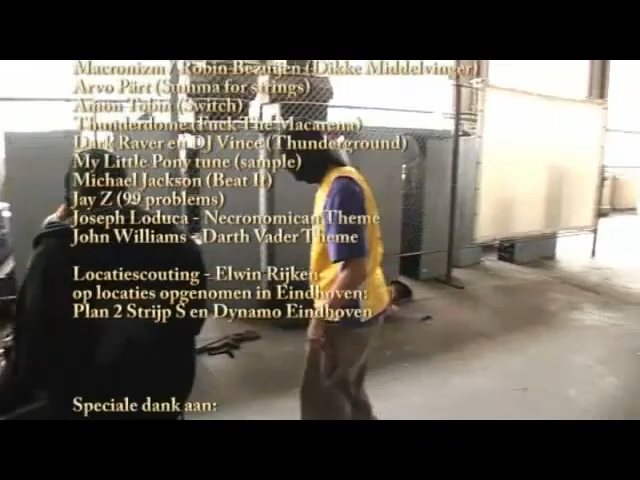 Macronizm / Robin Bezuijen (Dikke Middelvinger)
Arvo Pärt (Summa for strings)
Amon Tobin (Switch)
Thunderdome (Fuck The Macarena)
Dark Raver en DJ Vince (Thunderground)
My Little Pony tune (sample)
Michael Jackson (Beat It)
Jay Z (99 problems)
Joseph Loduca - Necronomican Theme
John Williams - Darth Vader Theme
Locatiescouting - Elwin Rijken
op locaties opgenomen in Eindhoven:
Plan 2 Strijp S en Dynamo Eindhoven
Speciale dank aan: